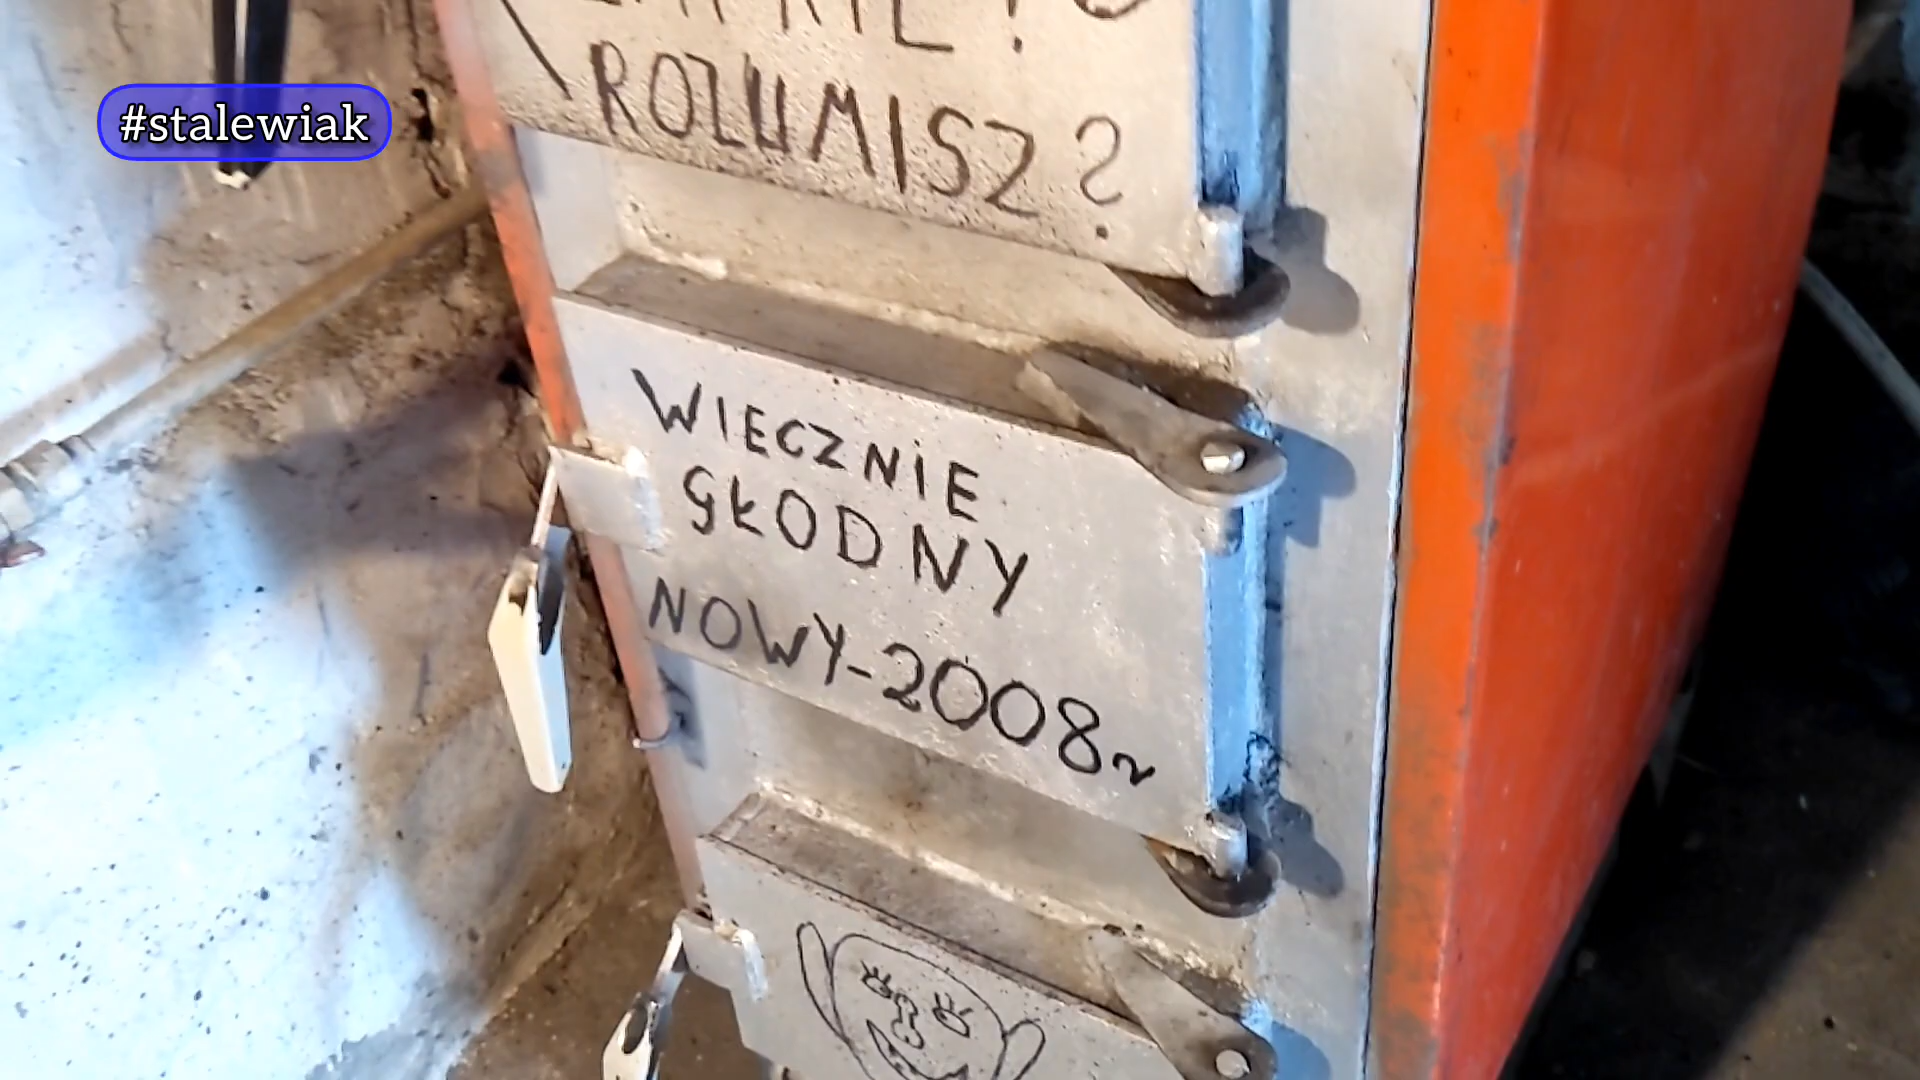 #stalewiak
ROZUMISZ?
WIECZNIE
GŁODNY
NOWY-2008r